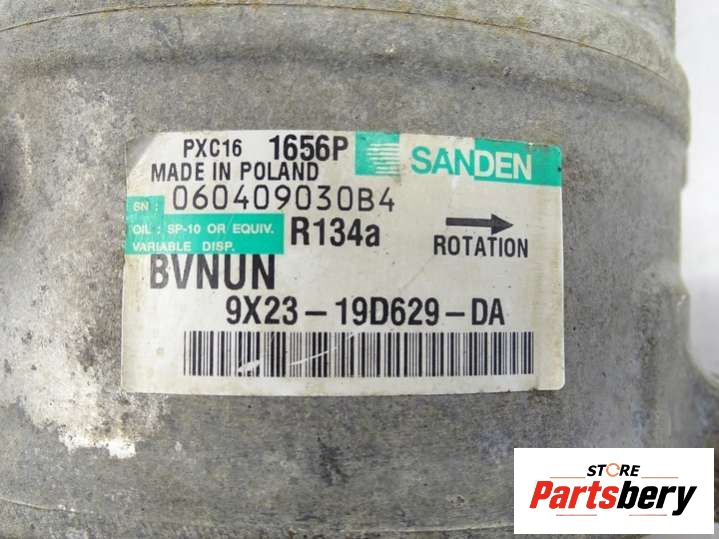 PXC16 1656P SANDEN
MADE IN POLAND
SN : 060409030B4
OIL : SP-10 OR EQUIV.
VARIABLE DISP.
R134a
ROTATION
BVNUN
9X23-19D629-DA
STORE
Partsbery